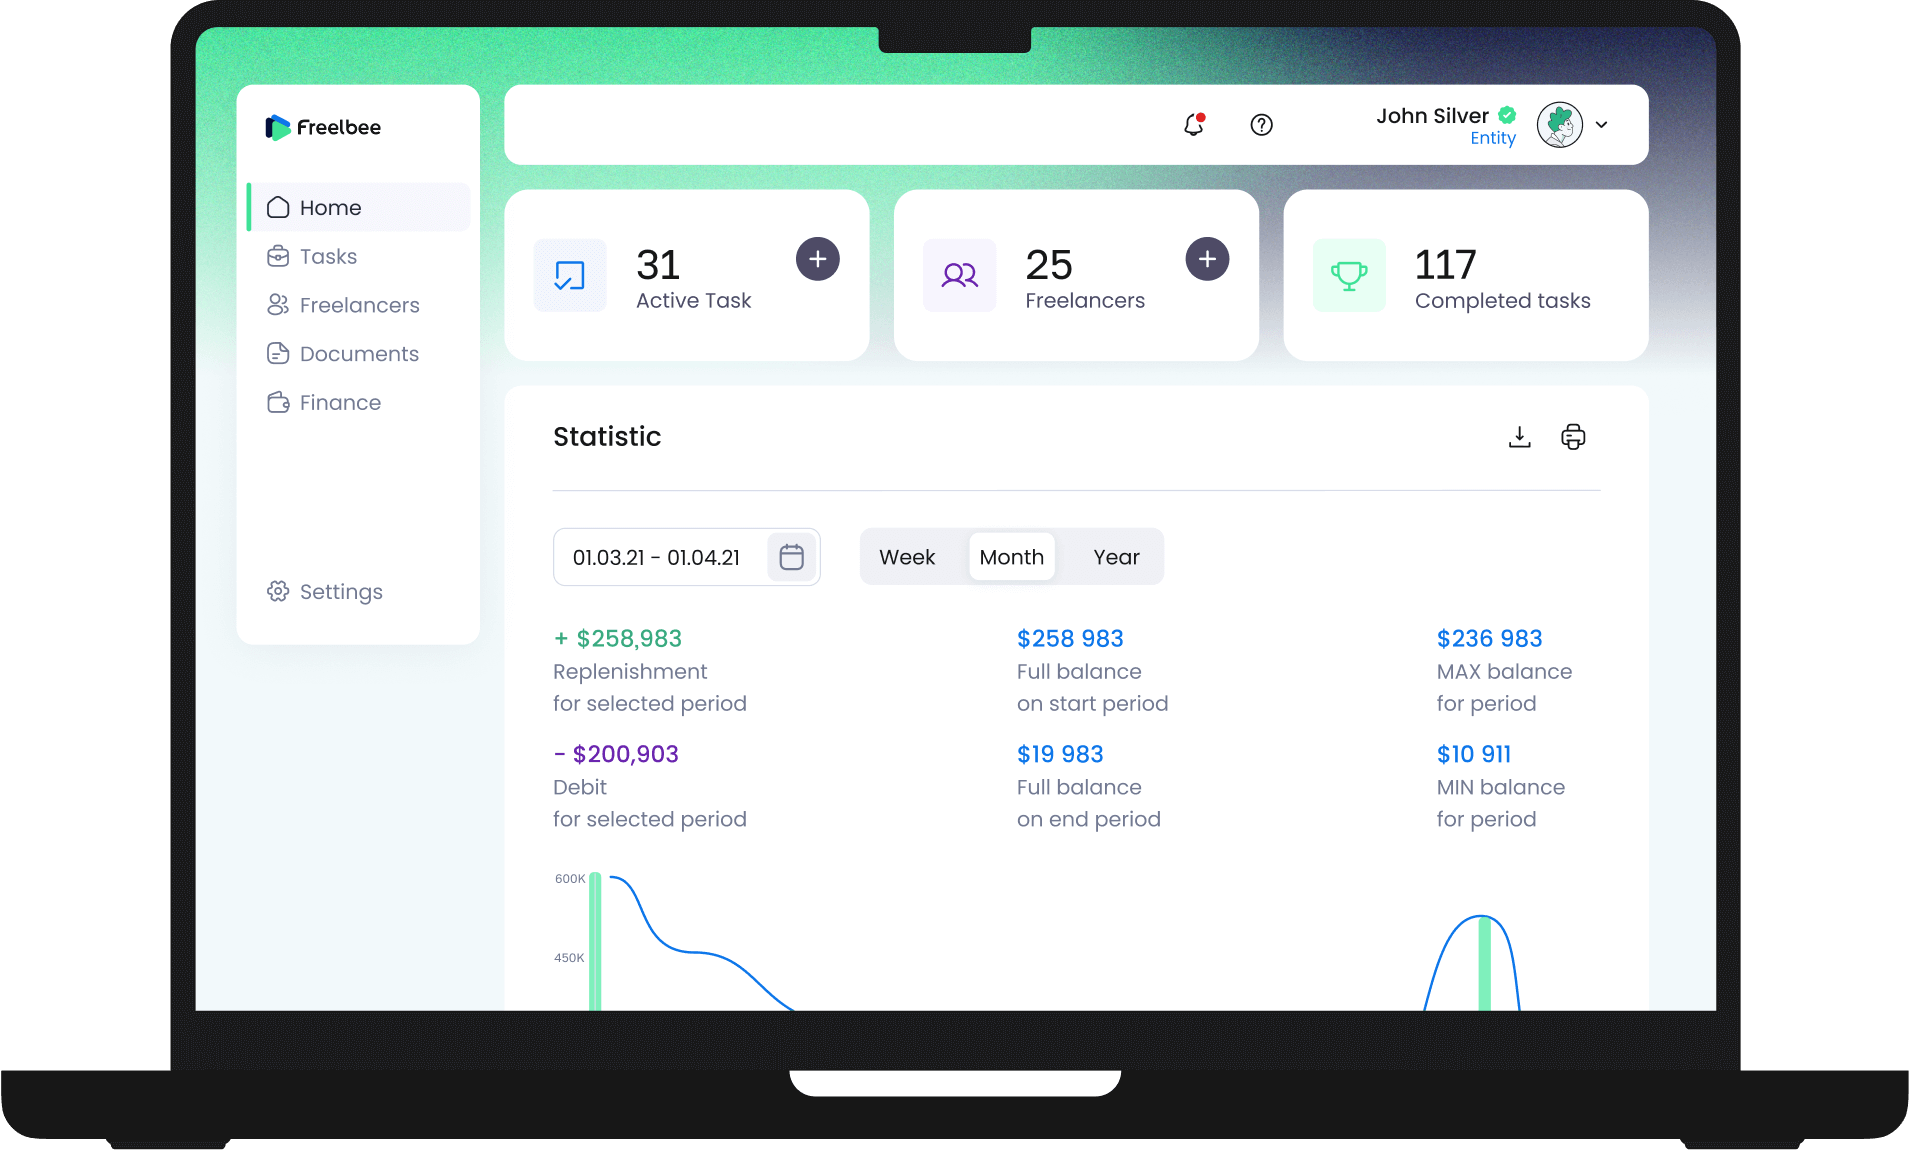 Freelbee
Home
Tasks
Freelancers
Documents
Finance
Settings
John Silver
Entity
31
Active Task
25
Freelancers
117
Completed tasks
Statistic
01.03.21 - 01.04.21
Week
Month
Year
+ $258,983
Replenishment
for selected period
$258 983
Full balance
on start period
$236 983
MAX balance
for period
- $200,903
Debit
for selected period
$19 983
Full balance
on end period
$10 911
MIN balance
for period
600K
450K